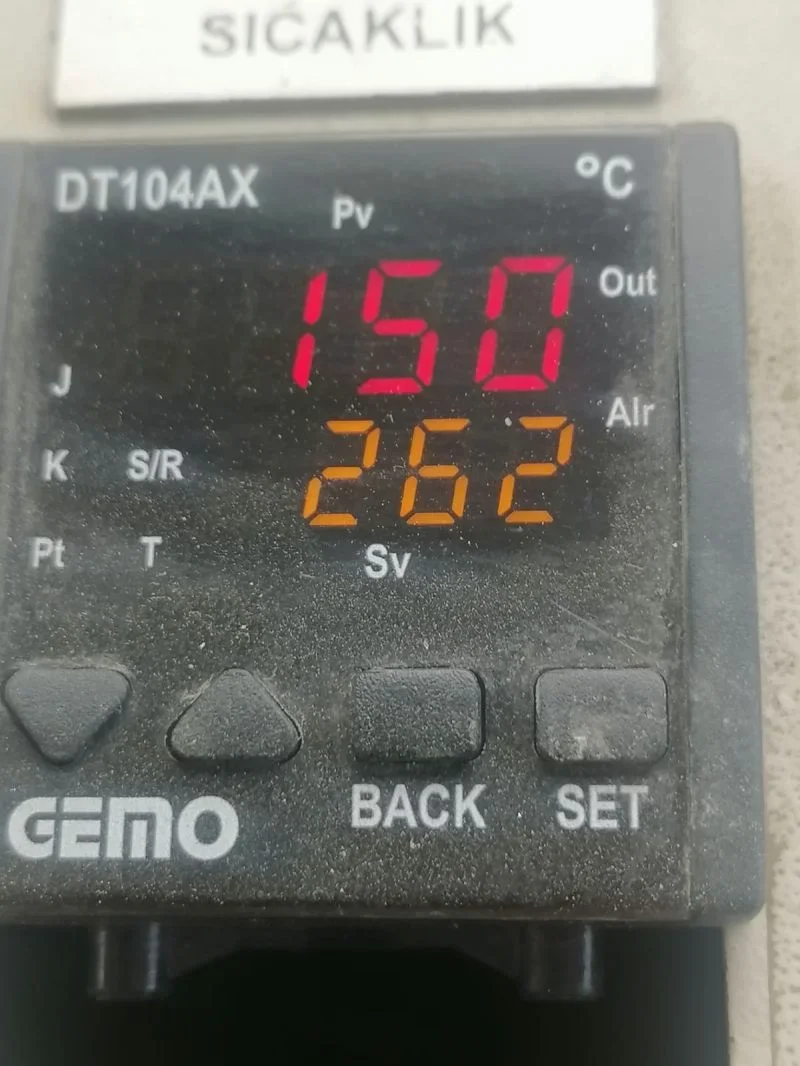 SICAKLIK
DT104AX
°C
Pv
150
Out
J
Alr
262
K S/R
Pt T
Sv
BACK SET
GEMO